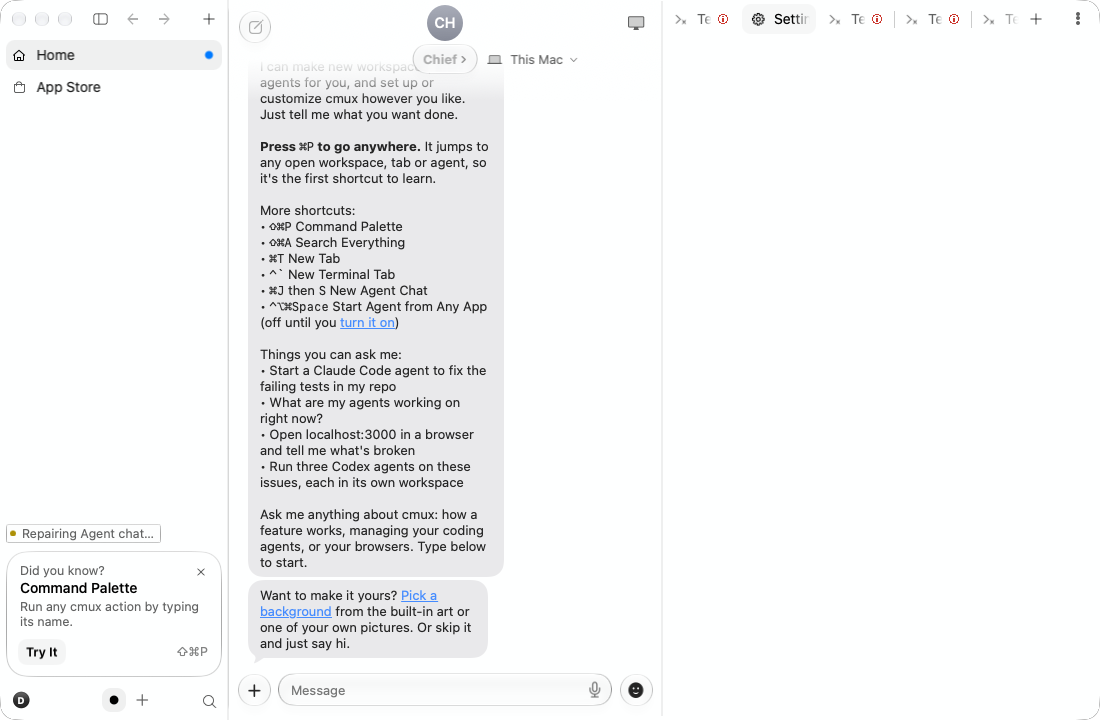 Home
App Store
Repairing Agent chat…
Did you know?
Command Palette
Run any cmux action by typing
its name.
Try It
⇧⌘P
D
CH
Chief ›
This Mac
I can make new
agents for you, and set up or
customize cmux however you like.
Just tell me what you want done.
Press ⌘P to go anywhere. It jumps to
any open workspace, tab or agent, so
it's the first shortcut to learn.
More shortcuts:
• ⇧⌘P Command Palette
• ⇧⌘A Search Everything
• ⌘T New Tab
• ^` New Terminal Tab
• ⌘J then S New Agent Chat
• ^⌥⌘Space Start Agent from Any App
(off until you turn it on)
Things you can ask me:
• Start a Claude Code agent to fix the
failing tests in my repo
• What are my agents working on
right now?
• Open localhost:3000 in a browser
and tell me what's broken
• Run three Codex agents on these
issues, each in its own workspace
Ask me anything about cmux: how a
feature works, managing your coding
agents, or your browsers. Type below
to start.
Want to make it yours? Pick a
background from the built-in art or
one of your own pictures. Or skip it
and just say hi.
Message